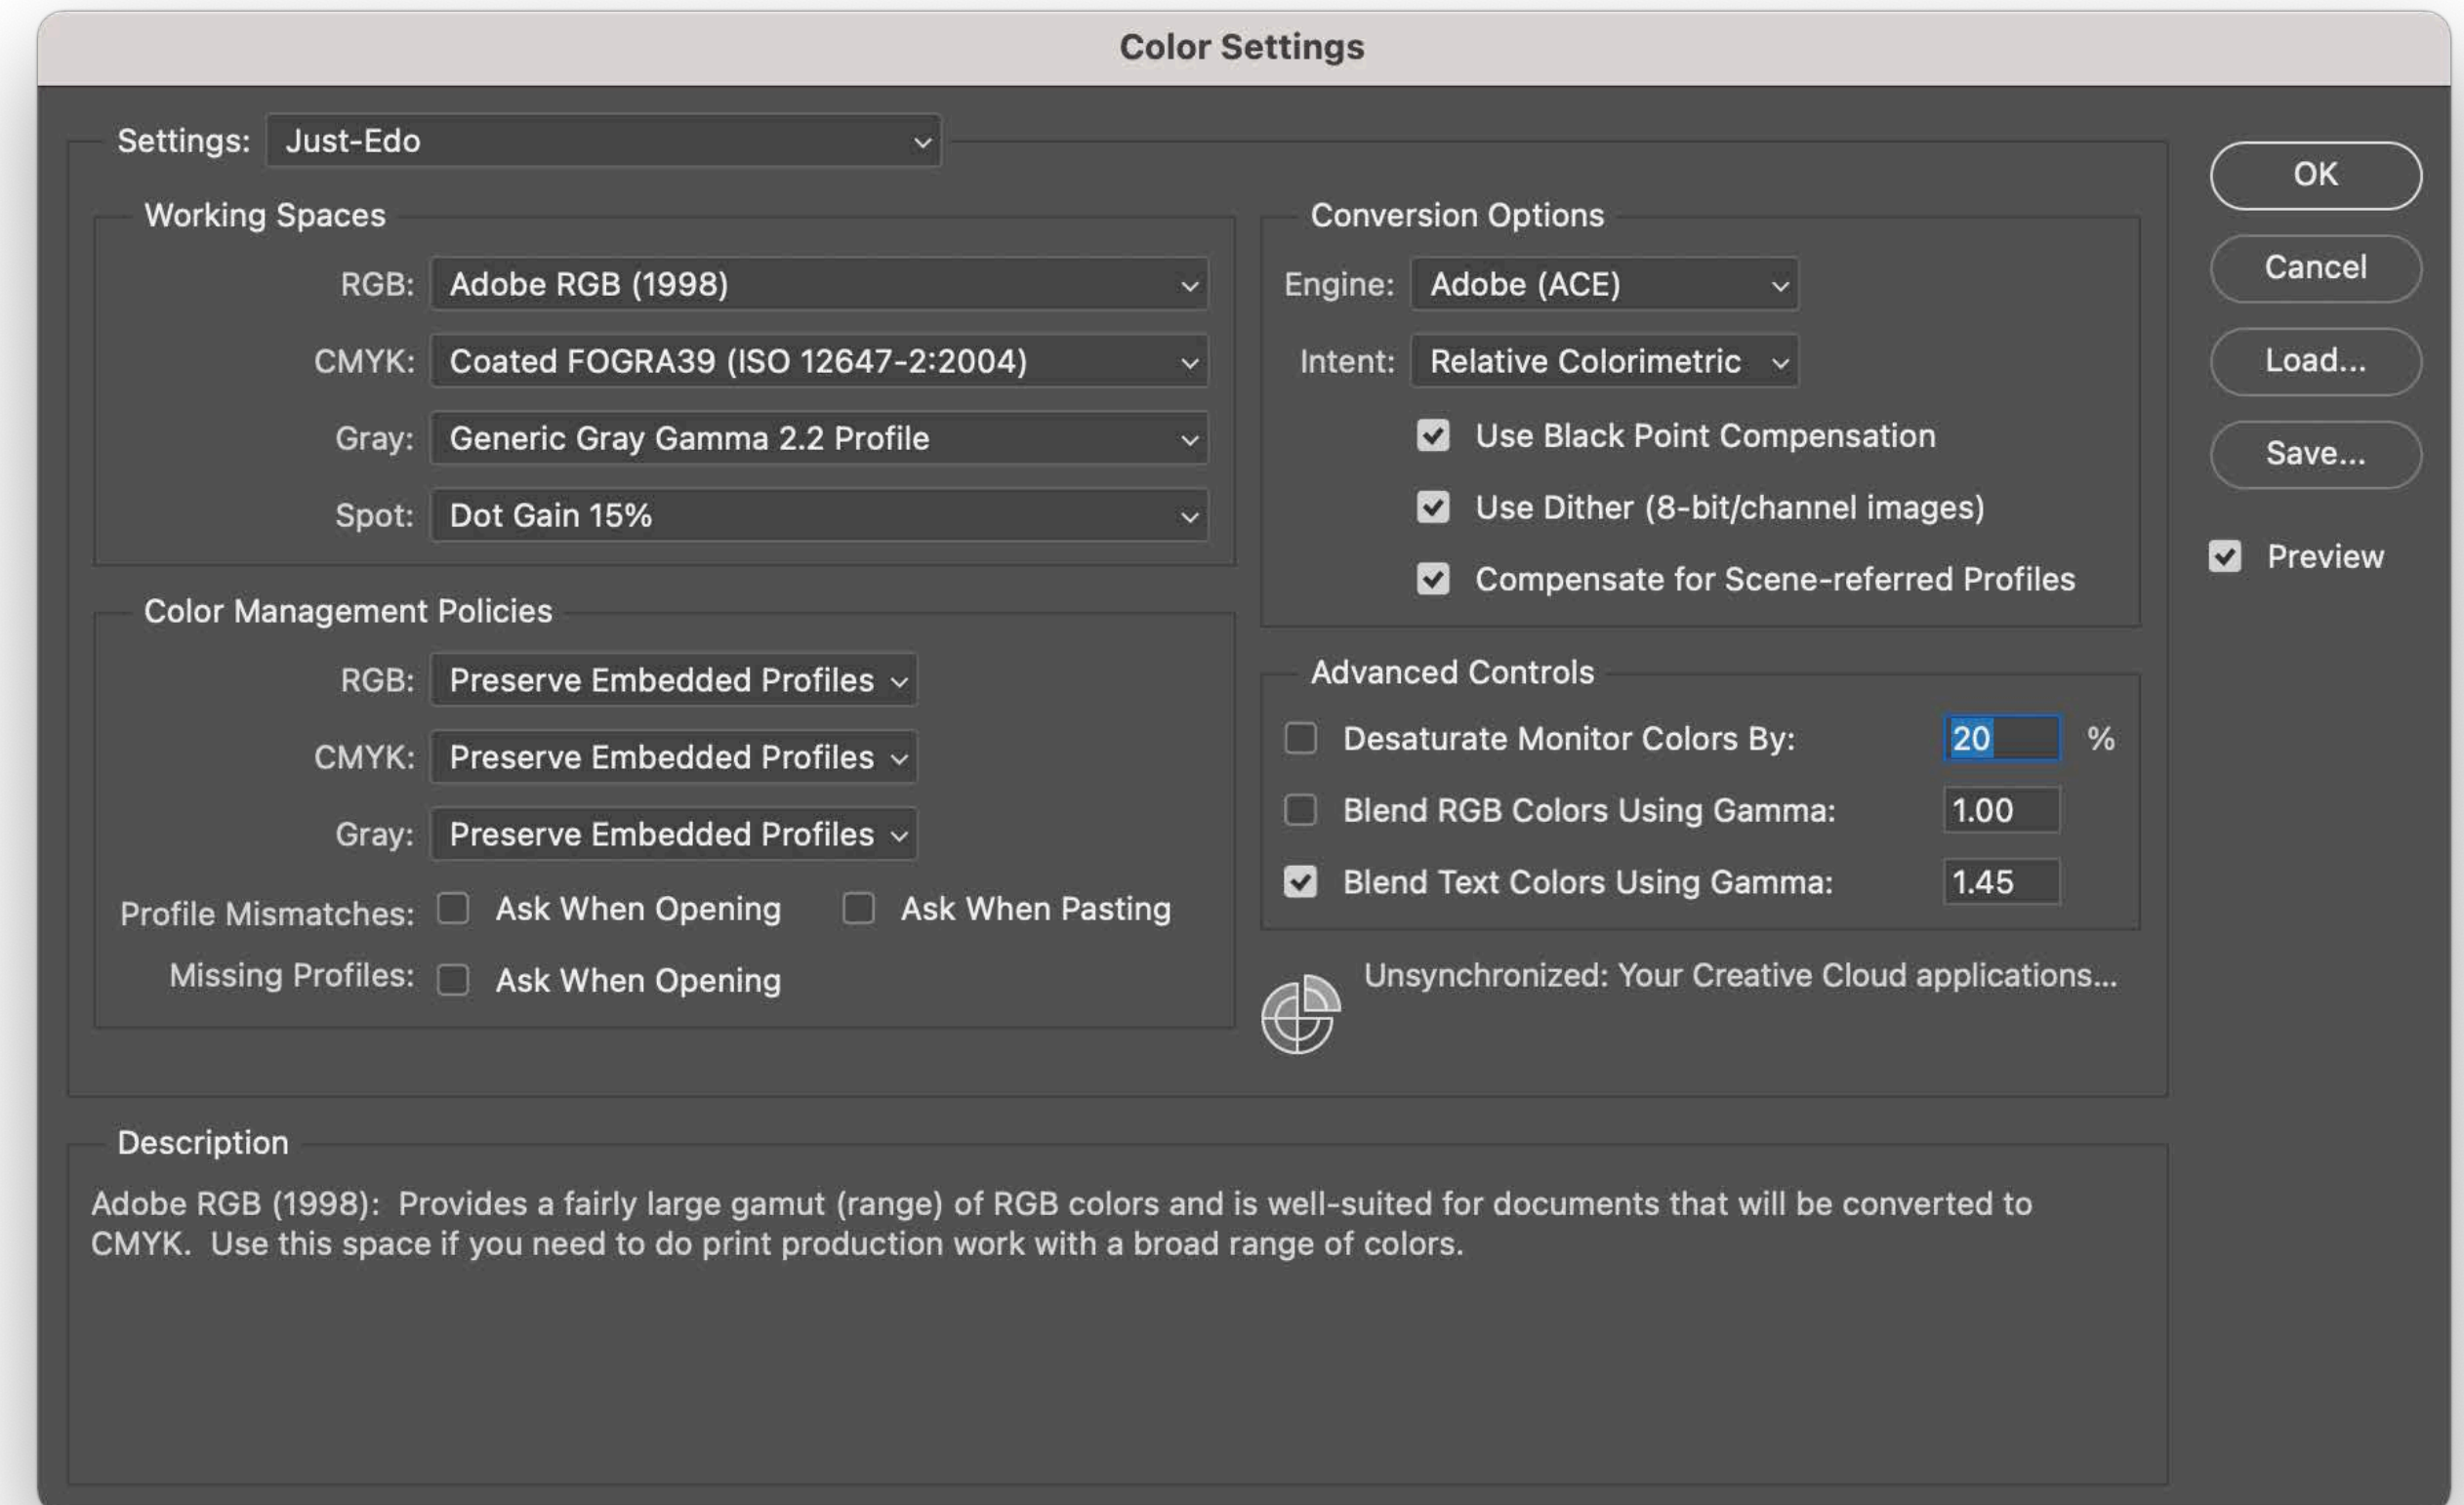 Color Settings
Settings: Just-Edo
Working Spaces
RGB: Adobe RGB (1998)
CMYK: Coated FOGRA39 (ISO 12647-2:2004)
Gray: Generic Gray Gamma 2.2 Profile
Spot: Dot Gain 15%
Color Management Policies
RGB: Preserve Embedded Profiles
CMYK: Preserve Embedded Profiles
Gray: Preserve Embedded Profiles
Profile Mismatches: Ask When Opening Ask When Pasting
Missing Profiles: Ask When Opening
Conversion Options
Engine: Adobe (ACE)
Intent: Relative Colorimetric
Use Black Point Compensation
Use Dither (8-bit/channel images)
Compensate for Scene-referred Profiles
Advanced Controls
Desaturate Monitor Colors By: 20 %
Blend RGB Colors Using Gamma: 1.00
Blend Text Colors Using Gamma: 1.45
Unsynchronized: Your Creative Cloud applications...
OK
Cancel
Load...
Save...
Preview
Description
Adobe RGB (1998):  Provides a fairly large gamut (range) of RGB colors and is well-suited for documents that will be converted to
CMYK.  Use this space if you need to do print production work with a broad range of colors.